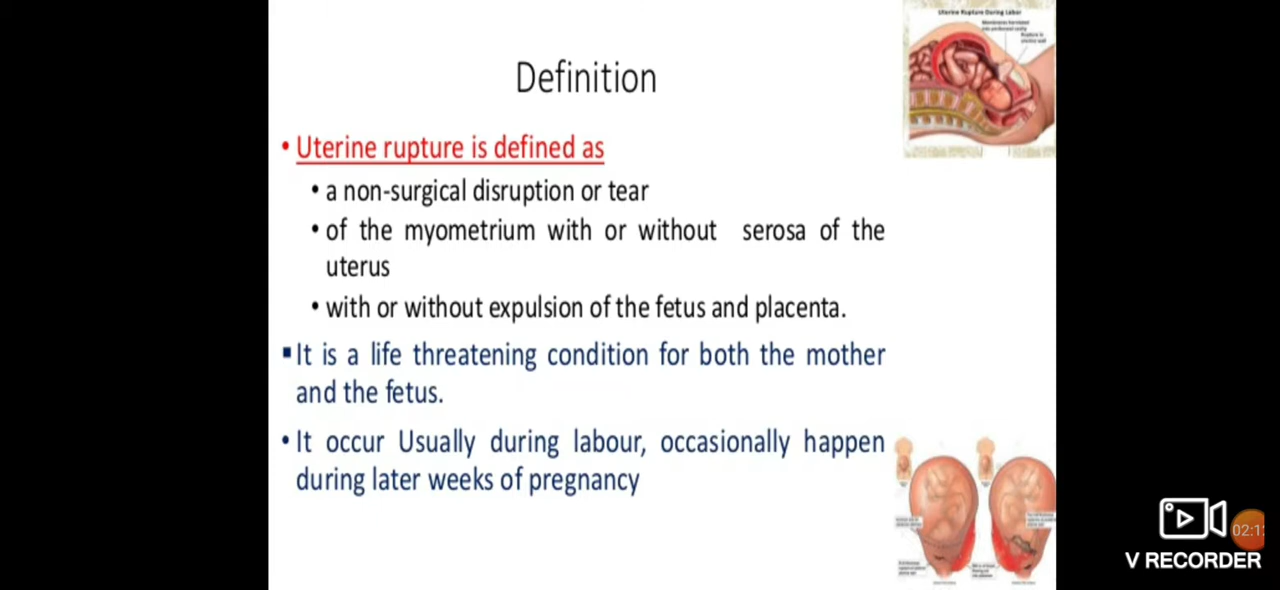 Uterine Rupture During Labor
Definition
• Uterine rupture is defined as
• a non-surgical disruption or tear
• of the myometrium with or without serosa of the
uterus
• with or without expulsion of the fetus and placenta.
▪It is a life threatening condition for both the mother
and the fetus.
• It occur Usually during labour, occasionally happen
during later weeks of pregnancy
V RECORDER